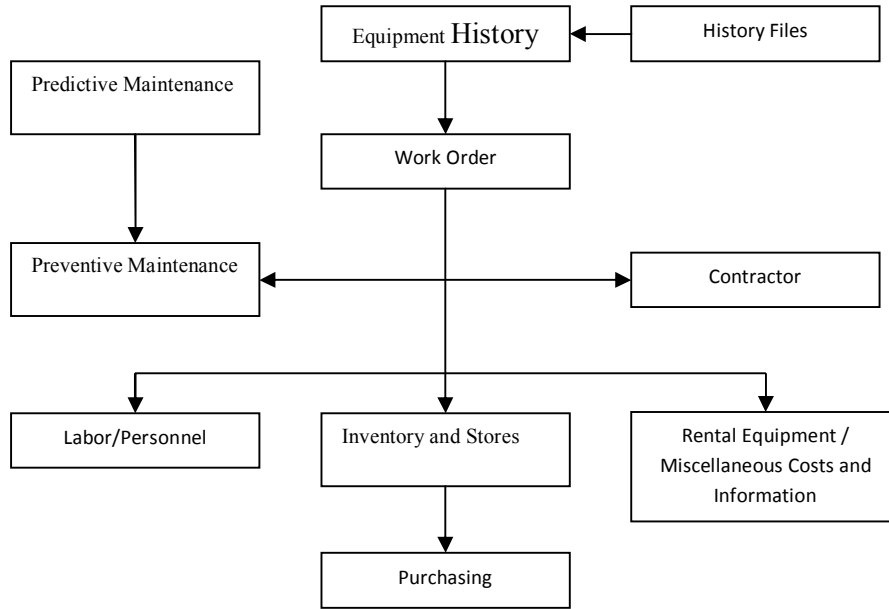 Equipment History
History Files
Predictive Maintenance
Work Order
Preventive Maintenance
Contractor
Labor/Personnel
Inventory and Stores
Rental Equipment /
Miscellaneous Costs and
Information
Purchasing